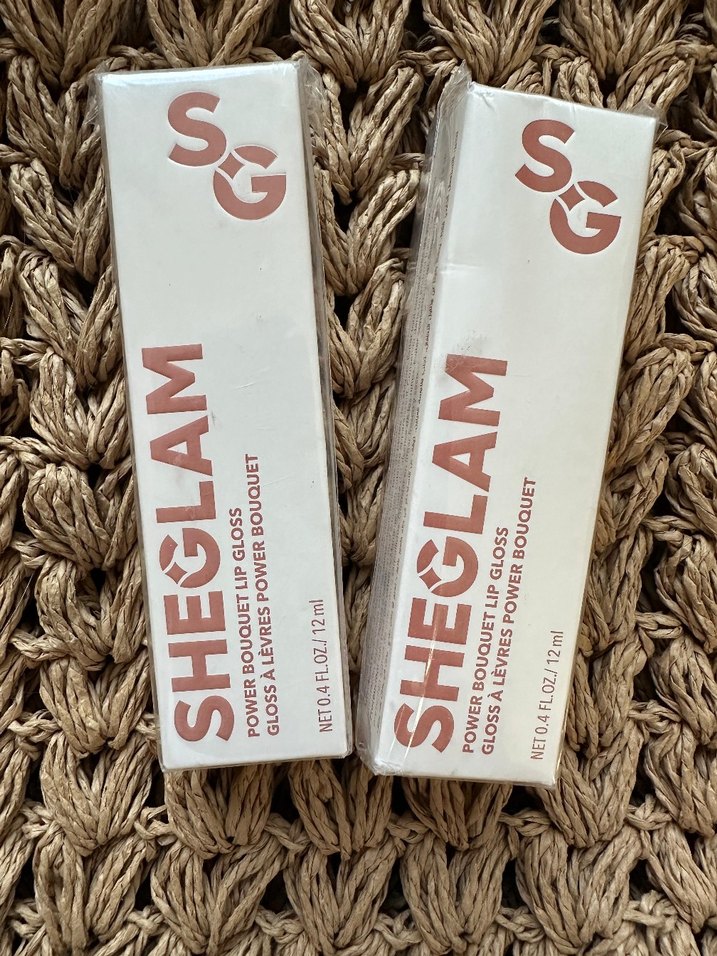 SG
SHEGLAM
POWER BOUQUET LIP GLOSS
GLOSS À LÈVRES POWER BOUQUET
NET 0.4 FL.OZ./ 12 ml
SG
SHEGLAM
POWER BOUQUET LIP GLOSS
GLOSS À LÈVRES POWER BOUQUET
NET 0.4 FL.OZ./ 12 ml